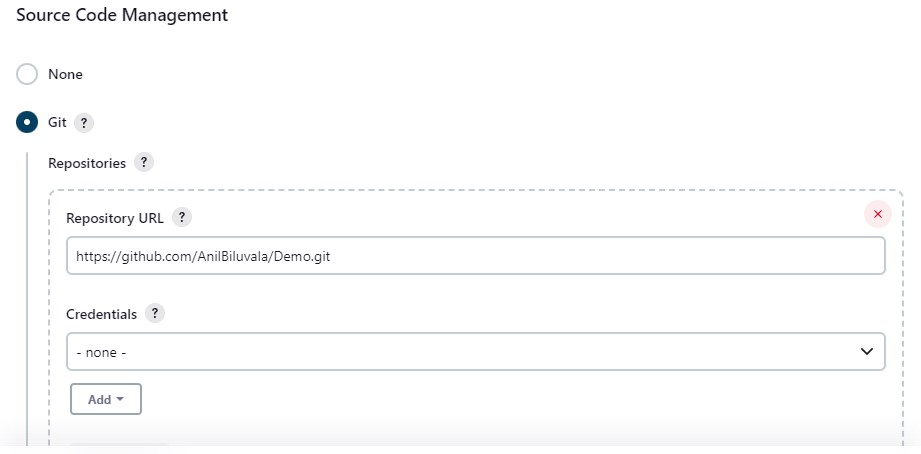 Source Code Management
None
Git ?
Repositories ?
Repository URL ?
https://github.com/AnilBiluvala/Demo.git
Credentials ?
- none -
Add